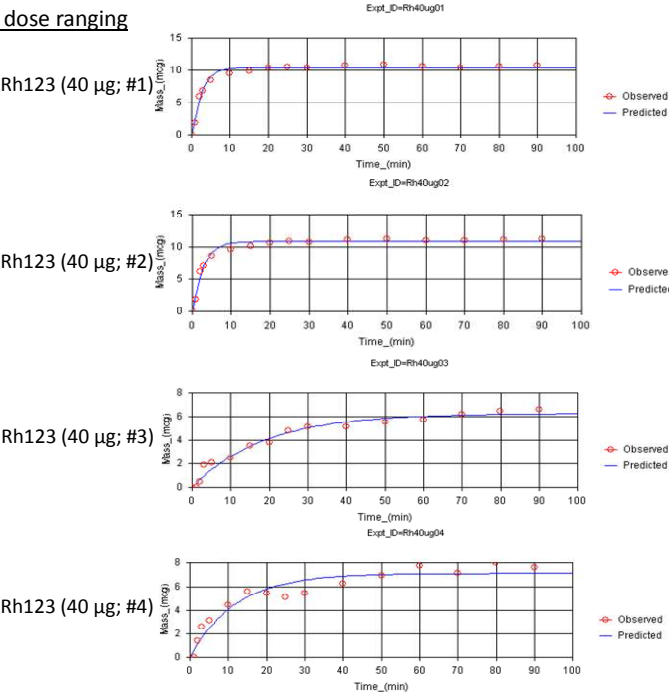 dose ranging
Expt_ID=Rh40ug01
Rh123 (40 µg; #1)
Mass_(mcg)
15
10
5
0
0 10 20 30 40 50 60 70 80 90 100
Time_(min)
Observed
Predicted
Expt_ID=Rh40ug02
Rh123 (40 µg; #2)
Mass_(mcg)
15
10
5
0
0 10 20 30 40 50 60 70 80 90 100
Time_(min)
Observe
Predict
Expt_ID=Rh40ug03
Rh123 (40 µg; #3)
Mass_(mcg)
8
6
4
2
0
0 10 20 30 40 50 60 70 80 90 100
Time_(min)
Observed
Predicted
Expt_ID=Rh40ug04
Rh123 (40 µg; #4)
Mass_(mcg)
8
6
4
2
0
0 10 20 30 40 50 60 70 80 90 100
Time_(min)
Observed
Predicted